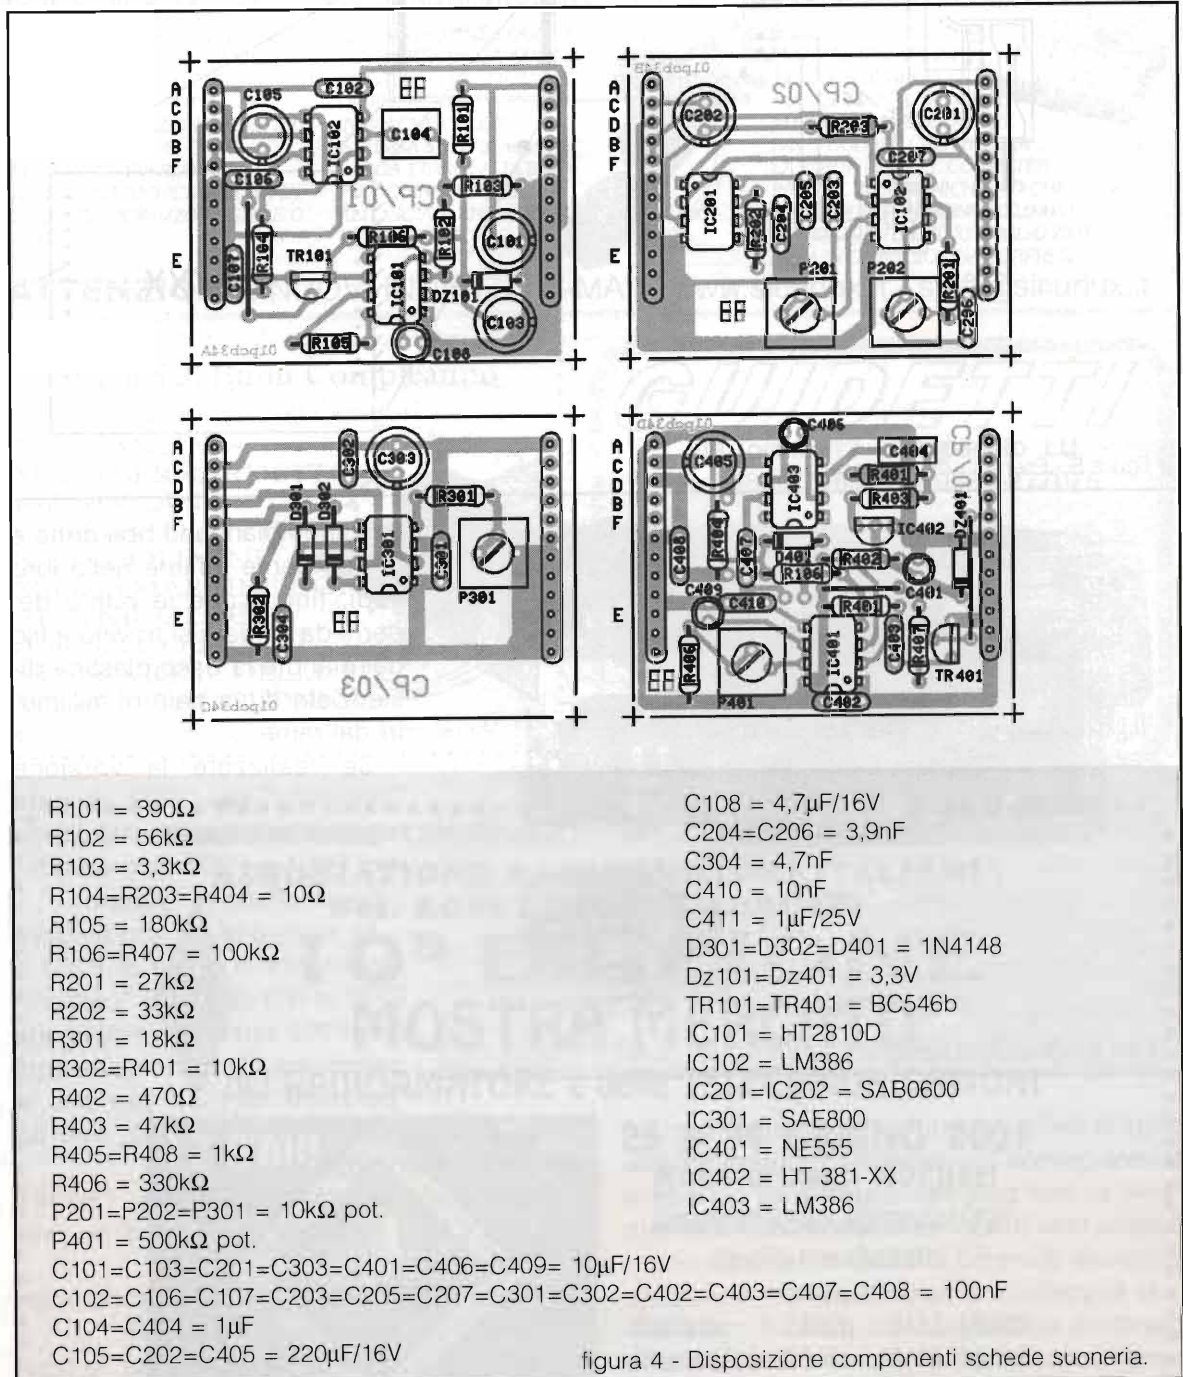 01pcb34A
CP/01
A
C
D
B
F
E
C105
C102
IC102
C104
R101
C106
R103
R104
TR101
R106
R102
C101
C107
IC101
DZ101
C103
R105
01pcb34B
CP/02
A
C
D
B
F
E
C202
R203
C201
C207
IC201
R202
C204
C205
C203
IC102
P201
P202
R201
C206
A
C
D
B
F
E
C302
C303
D301
D302
R301
IC301
C301
P301
R302
C304
CP/03
01pcb34C
01pcb34D
A
C
D
B
F
E
C406
C405
IC403
C404
R401
R403
DZ401
C408
R404
C407
IC402
D401
R402
R106
C401
C409
C410
R401
R406
IC401
C403
R407
P401
C402
TR401
R101 = 390Ω
R102 = 56kΩ
R103 = 3,3kΩ
R104=R203=R404 = 10Ω
R105 = 180kΩ
R106=R407 = 100kΩ
R201 = 27kΩ
R202 = 33kΩ
R301 = 18kΩ
R302=R401 = 10kΩ
R402 = 470Ω
R403 = 47kΩ
R405=R408 = 1kΩ
R406 = 330kΩ
P201=P202=P301 = 10kΩ pot.
P401 = 500kΩ pot.
C101=C103=C201=C303=C401=C406=C409= 10µF/16V
C102=C106=C107=C203=C205=C207=C301=C302=C402=C403=C407=C408 = 100nF
C104=C404 = 1µF
C105=C202=C405 = 220µF/16V
C108 = 4,7µF/16V
C204=C206 = 3,9nF
C304 = 4,7nF
C410 = 10nF
C411 = 1µF/25V
D301=D302=D401 = 1N4148
Dz101=Dz401 = 3,3V
TR101=TR401 = BC546b
IC101 = HT2810D
IC102 = LM386
IC201=IC202 = SAB0600
IC301 = SAE800
IC401 = NE555
IC402 = HT 381-XX
IC403 = LM386
figura 4 - Disposizione componenti schede suoneria.